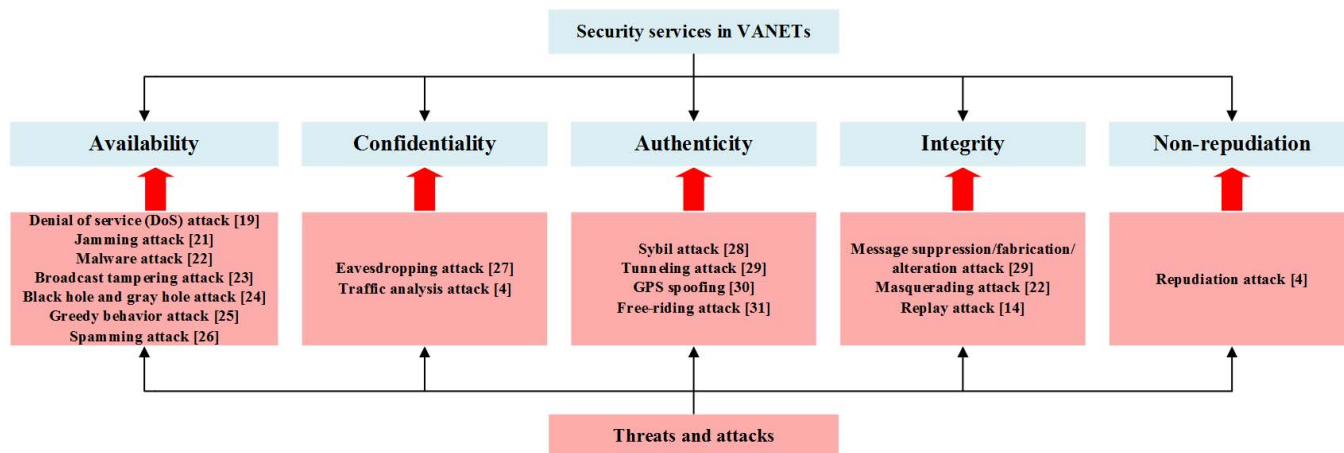 Security services in VANETs
Availability
Confidentiality
Authenticity
Integrity
Non-repudiation
Denial of service (DoS) attack [19]
Jamming attack [21]
Malware attack [22]
Broadcast tampering attack [23]
Black hole and gray hole attack [24]
Greedy behavior attack [25]
Spamming attack [26]
Eavesdropping attack [27]
Traffic analysis attack [4]
Sybil attack [28]
Tunneling attack [29]
GPS spoofing [30]
Free-riding attack [31]
Message suppression/fabrication/
alteration attack [29]
Masquerading attack [22]
Replay attack [14]
Repudiation attack [4]
Threats and attacks